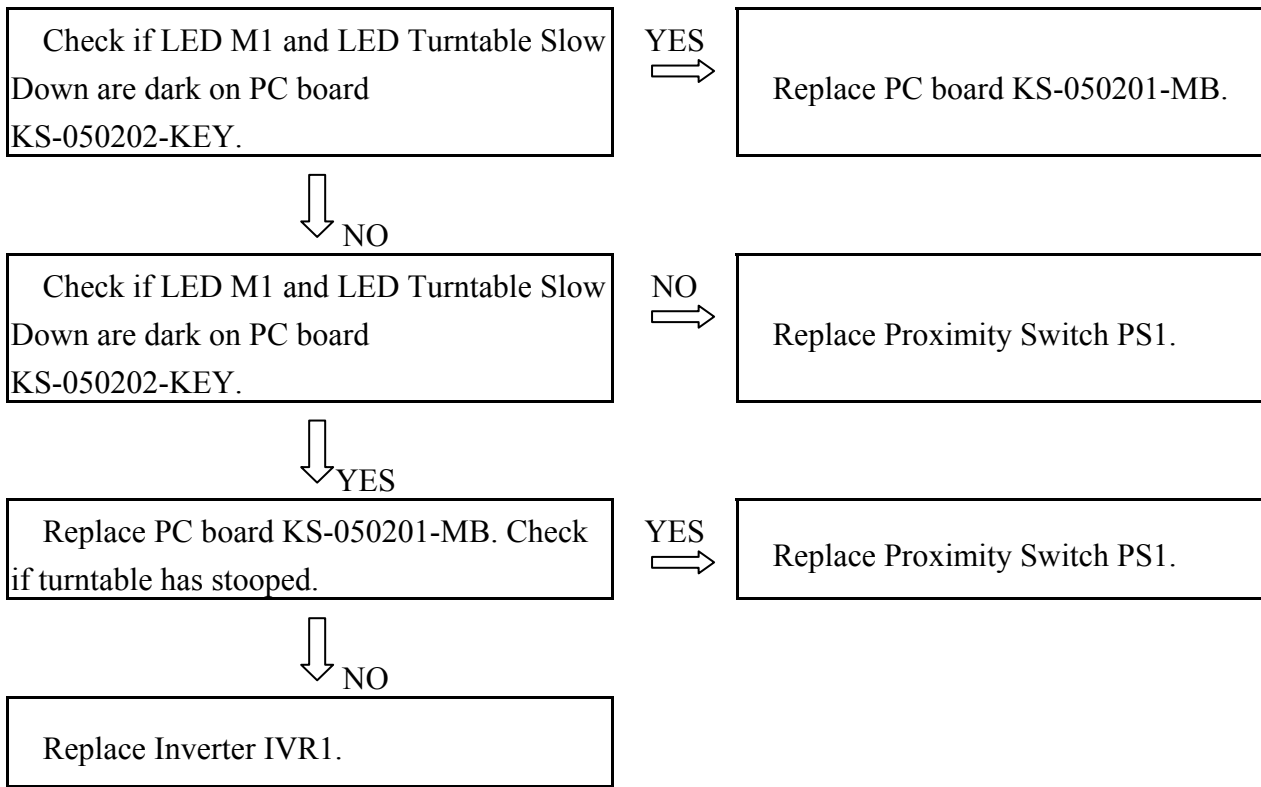 Check if LED M1 and LED Turntable Slow
Down are dark on PC board
KS-050202-KEY.
YES
Replace PC board KS-050201-MB.
NO
Check if LED M1 and LED Turntable Slow
Down are dark on PC board
KS-050202-KEY.
NO
Replace Proximity Switch PS1.
YES
Replace PC board KS-050201-MB. Check
if turntable has stooped.
YES
Replace Proximity Switch PS1.
NO
Replace Inverter IVR1.